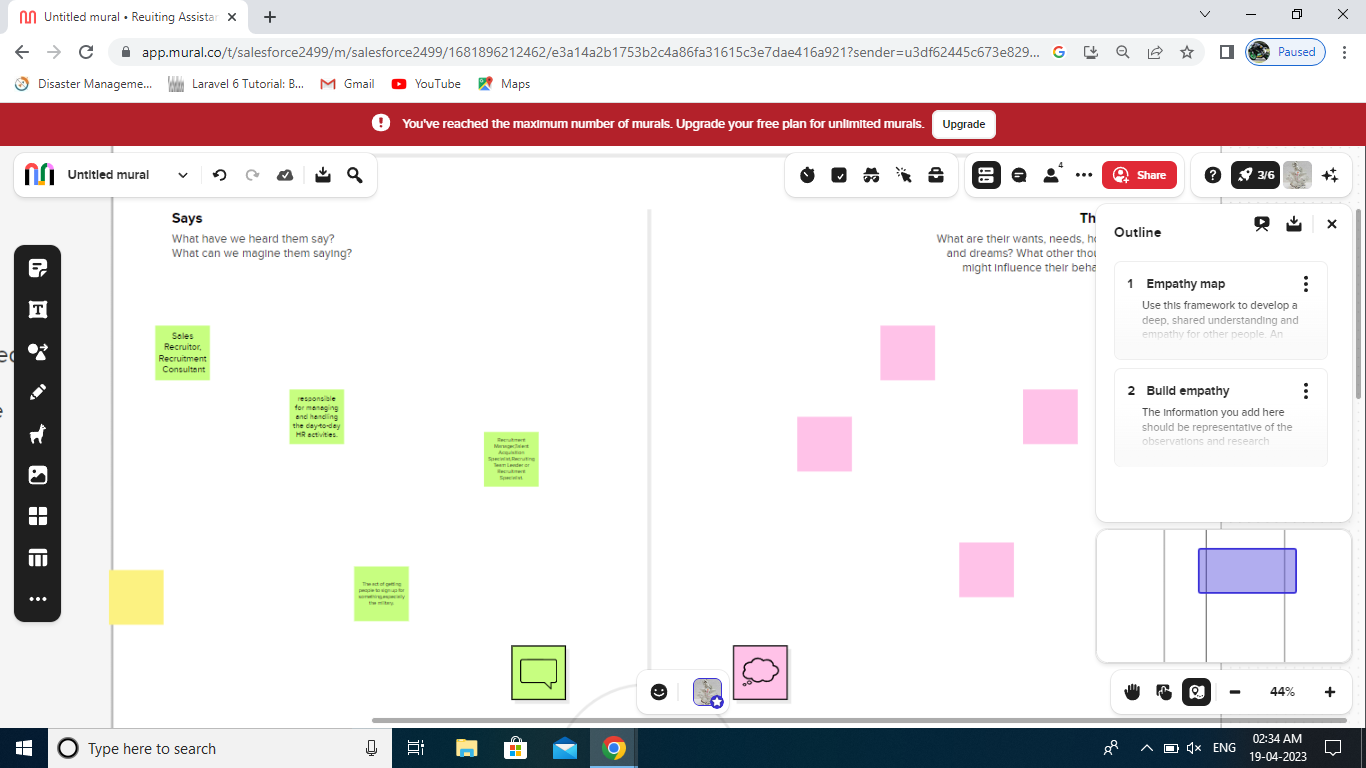 Untitled mural • Reuiting Assistan
app.mural.co/t/salesforce2499/m/salesforce2499/1681896212462/e3a14a2b1753b2c4a86fa31615c3e7dae416a921?sender=u3df62445c673e829...
Paused
Disaster Manageme...
Laravel 6 Tutorial: B...
Gmail
YouTube
Maps
You've reached the maximum number of murals. Upgrade your free plan for unlimited murals.
Upgrade
Untitled mural
4
Share
3/6
Says
What have we heard them say?
What can we magine them saying?
Th
What are their wants, needs, ho
and dreams? What other thou
might influence their beha
Outline
1 Empathy map
Use this framework to develop a
deep, shared understanding and
empathy for other people. An
2 Build empathy
The information you add here
should be representative of the
observations and research
Sales
Recruitor,
Recruitment
Consultant
responsible
for managing
and handling
the day-to-day
HR activities.
Recruitment
Manager,Talent
Acquisition
Specialist,Recruiting
Team Leader or
Recruitment
Specialist.
The act of getting
people to sign up for
something,especially
the military.
44%
Type here to search
ENG
02:34 AM
19-04-2023